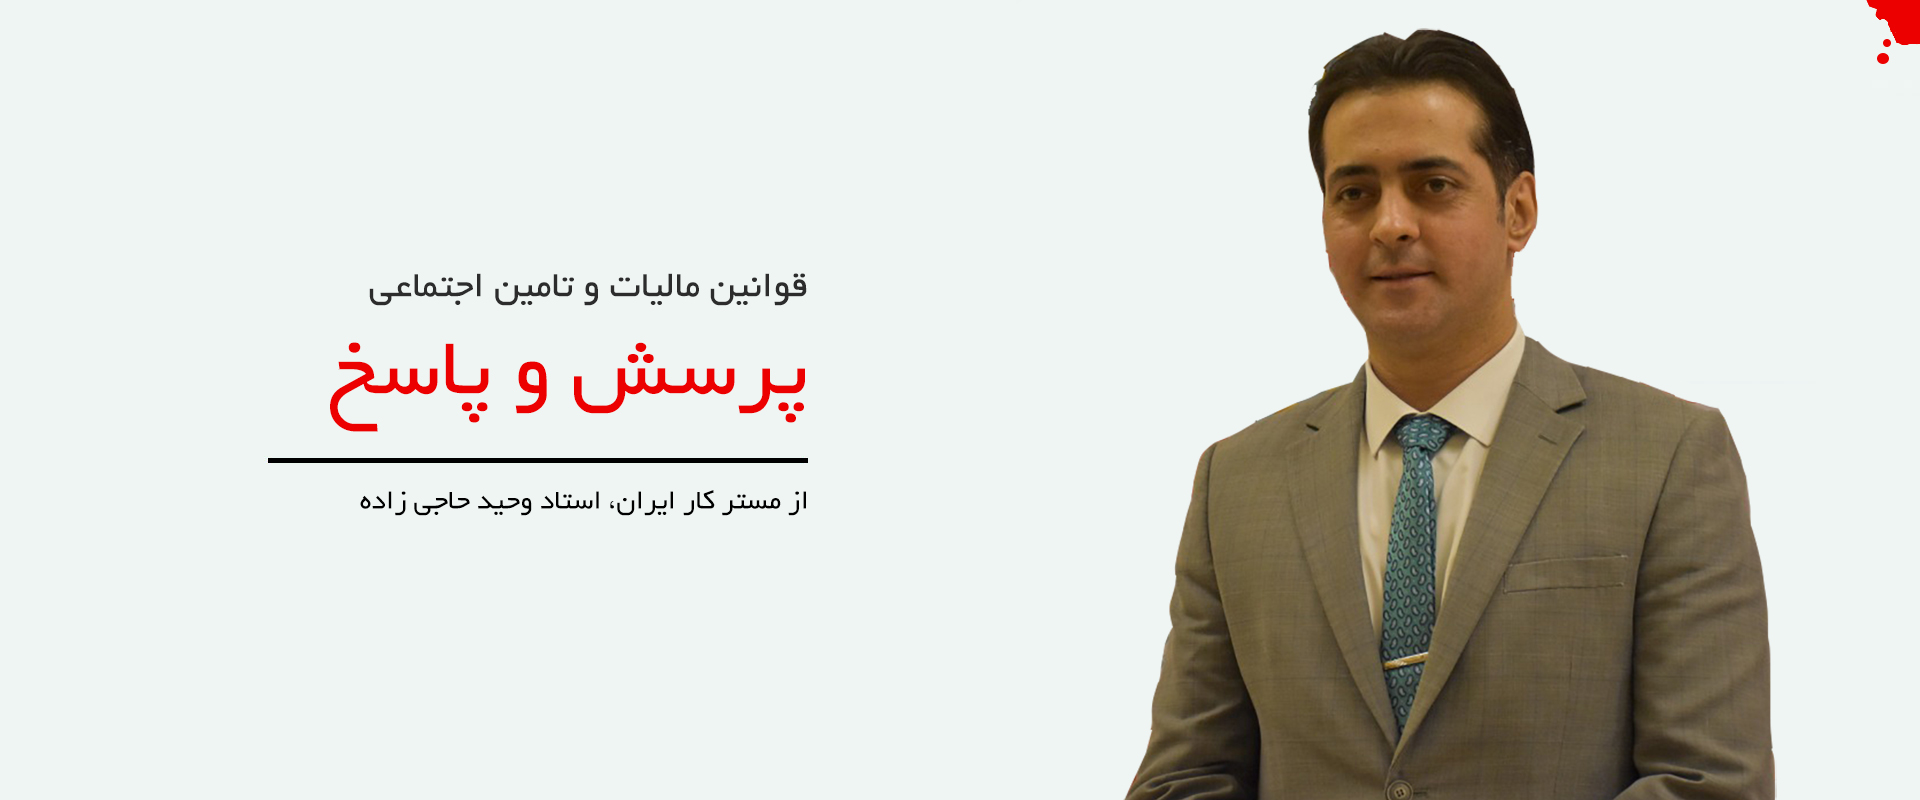 قوانین مالیات و تامین اجتماعی
پرسش و پاسخ
از مستر کار ایران، استاد وحید حاجی زاده